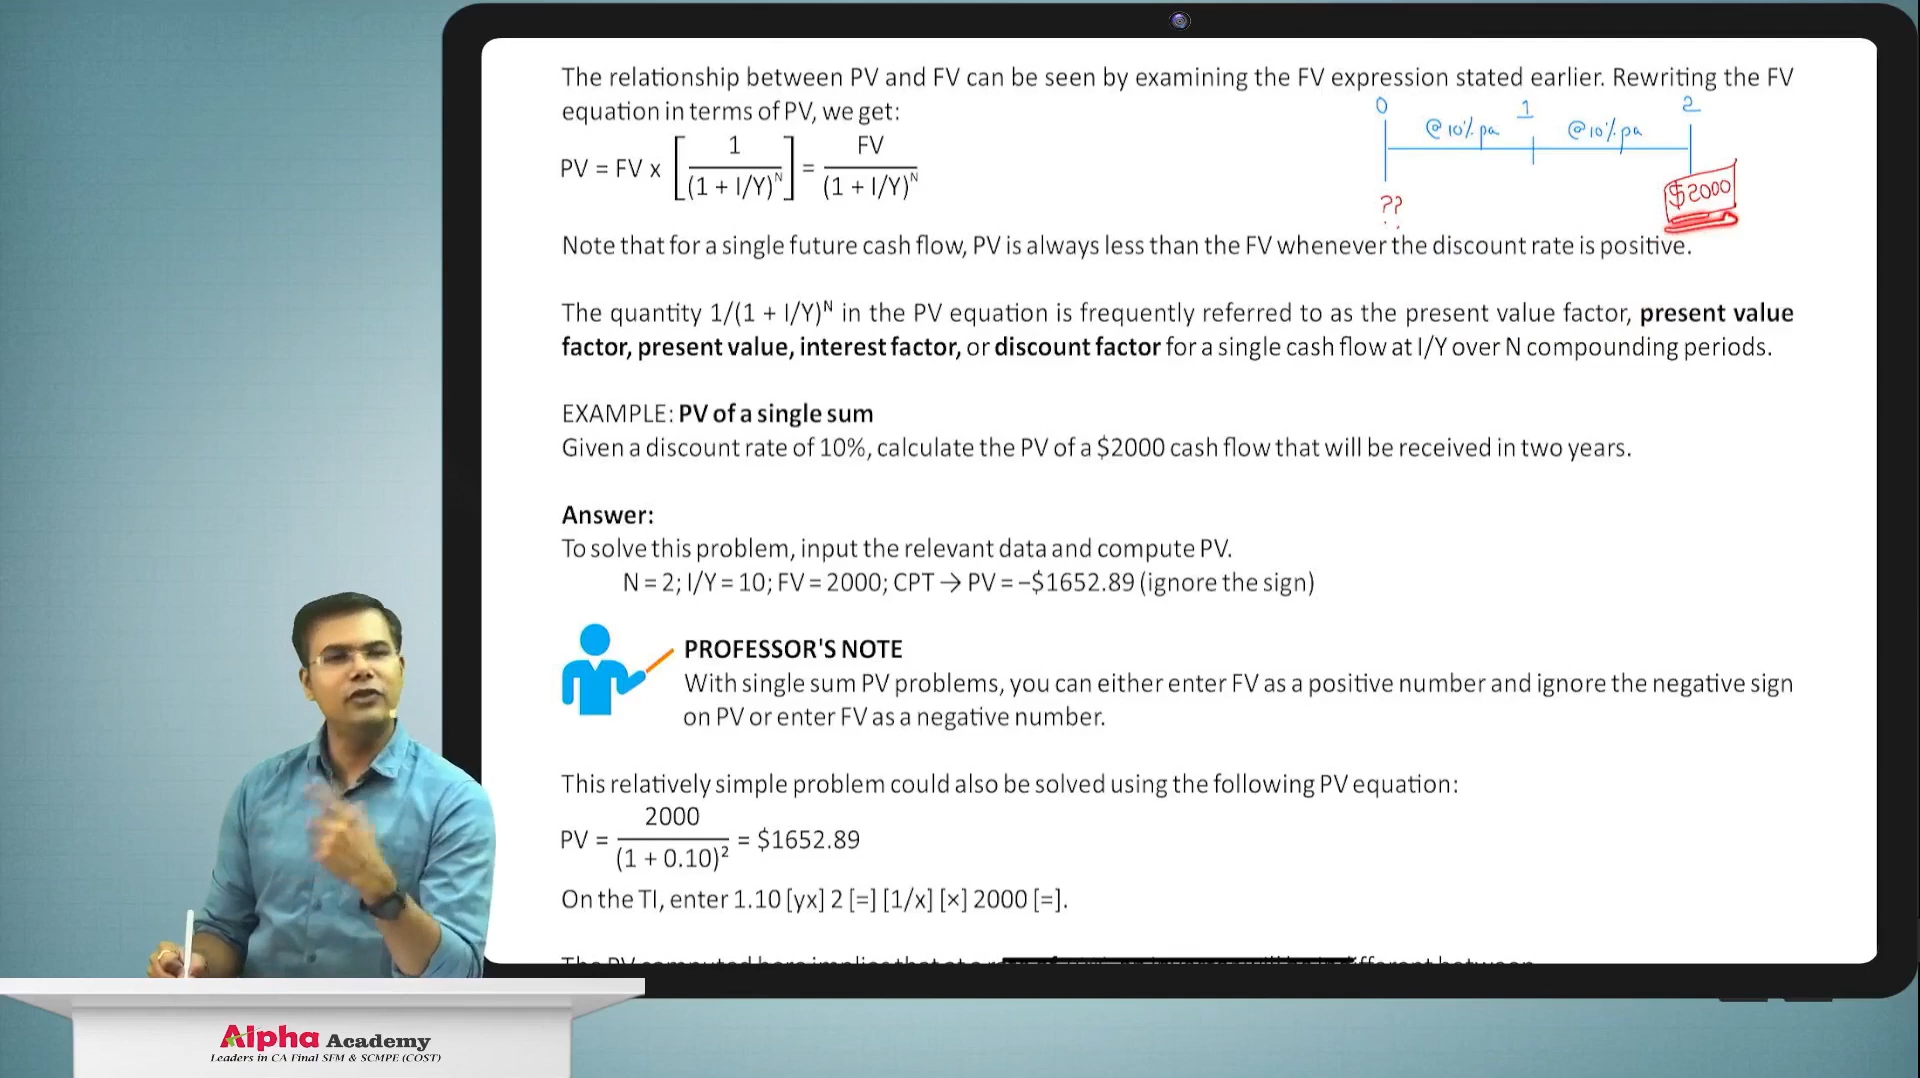 The relationship between PV and FV can be seen by examining the FV expression stated earlier. Rewriting the FV
equation in terms of PV, we get:
0 1 2
@10% pa @10% pa
PV = FV x [1/(1 + I/Y)ᴺ] = FV/(1 + I/Y)ᴺ
?? $2000
Note that for a single future cash flow, PV is always less than the FV whenever the discount rate is positive.
The quantity 1/(1 + I/Y)ᴺ in the PV equation is frequently referred to as the present value factor, present value
factor, present value, interest factor, or discount factor for a single cash flow at I/Y over N compounding periods.
EXAMPLE: PV of a single sum
Given a discount rate of 10%, calculate the PV of a $2000 cash flow that will be received in two years.
Answer:
To solve this problem, input the relevant data and compute PV.
N = 2; I/Y = 10; FV = 2000; CPT → PV = –$1652.89 (ignore the sign)
PROFESSOR'S NOTE
With single sum PV problems, you can either enter FV as a positive number and ignore the negative sign
on PV or enter FV as a negative number.
This relatively simple problem could also be solved using the following PV equation:
PV = 2000/(1 + 0.10)² = $1652.89
On the TI, enter 1.10 [yx] 2 [=] [1/x] [×] 2000 [=].
The PV computed here implies that at a
Alpha Academy
Leaders in CA Final SFM & SCMPE (COST)